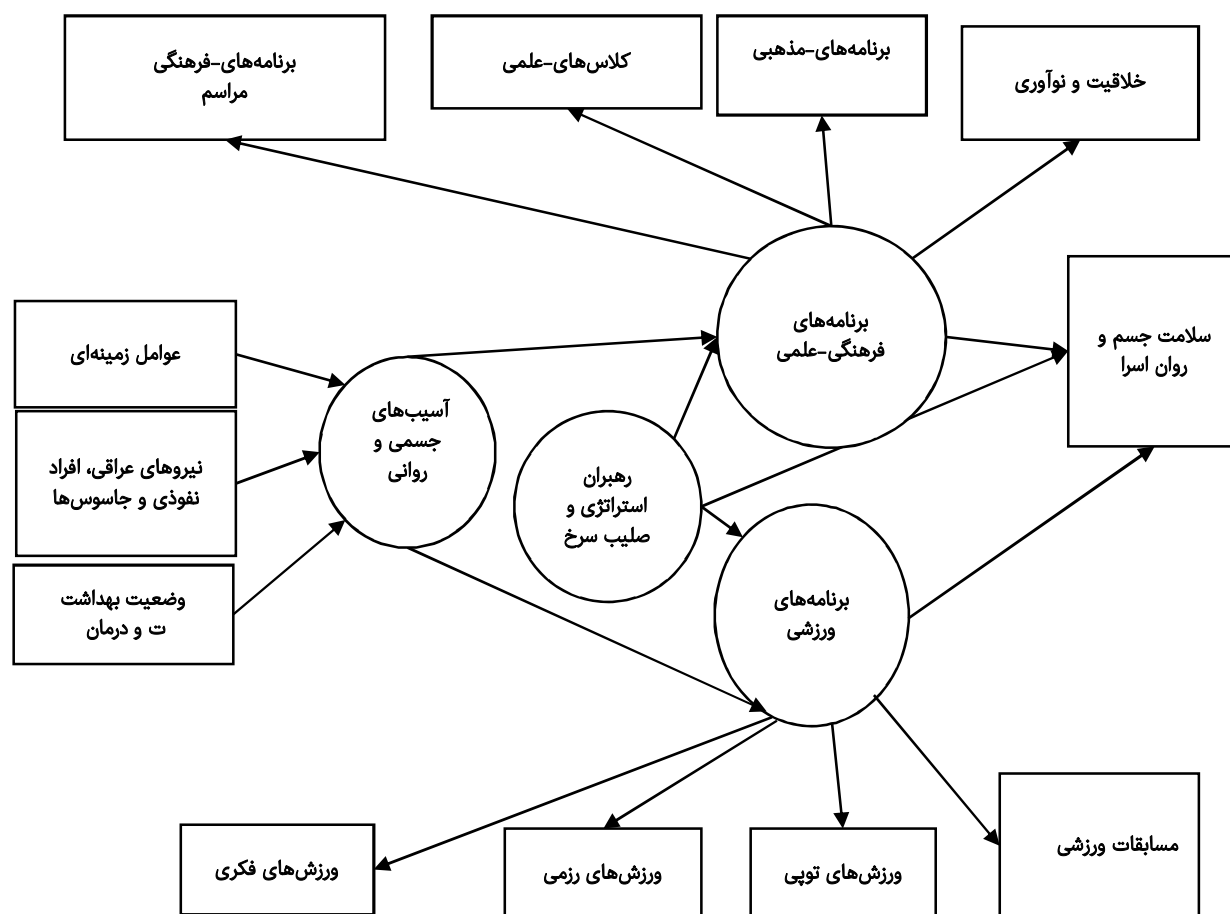 برنامه‌های-فرهنگی
مراسم
کلاس‌های-علمی
برنامه‌های-مذهبی
خلاقیت و نوآوری
برنامه‌های
فرهنگی-علمی
سلامت جسم و
روان اسرا
عوامل زمینه‌ای
نیروهای عراقی، افراد
نفوذی و جاسوس‌ها
وضعیت بهداشت
ت و درمان
آسیب‌های
جسمی و
روانی
رهبران
استراتژی و
صلیب سرخ
برنامه‌های
ورزشی
ورزش‌های فکری
ورزش‌های رزمی
ورزش‌های توپی
مسابقات ورزشی